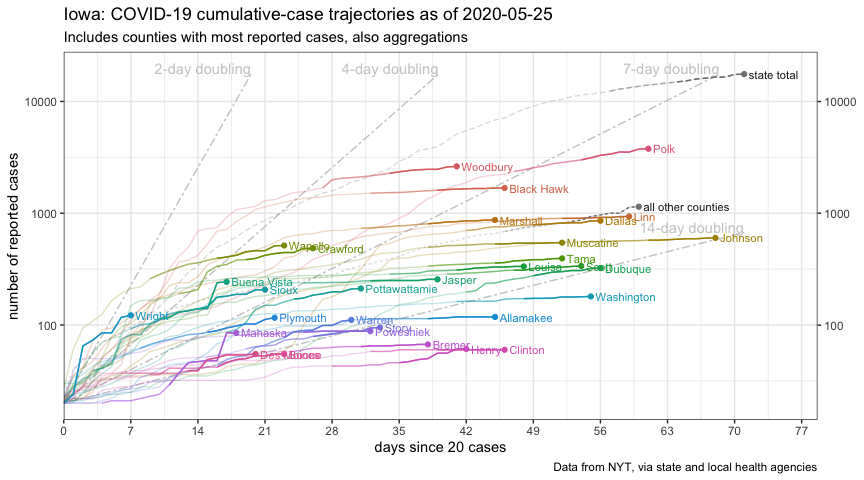 Iowa: COVID-19 cumulative-case trajectories as of 2020-05-25
Includes counties with most reported cases, also aggregations
2-day doubling
4-day doubling
7-day doubling
state total
10000
10000
Polk
Woodbury
Black Hawk
all other counties
1000
1000
Marshall
Dallas
Linn
14-day doubling
Johnson
Wapello
Crawford
Muscatine
Tama
Louisa
Scott
Dubuque
Buena Vista
Sioux
Pottawattamie
Jasper
Washington
100
100
Wright
Plymouth
Warren
Allamakee
Mahaska
Story
Poweshiek
Bremer
Henry
Clinton
Des Moines
Boone
number of reported cases
0
7
14
21
28
35
42
49
56
63
70
77
days since 20 cases
Data from NYT, via state and local health agencies